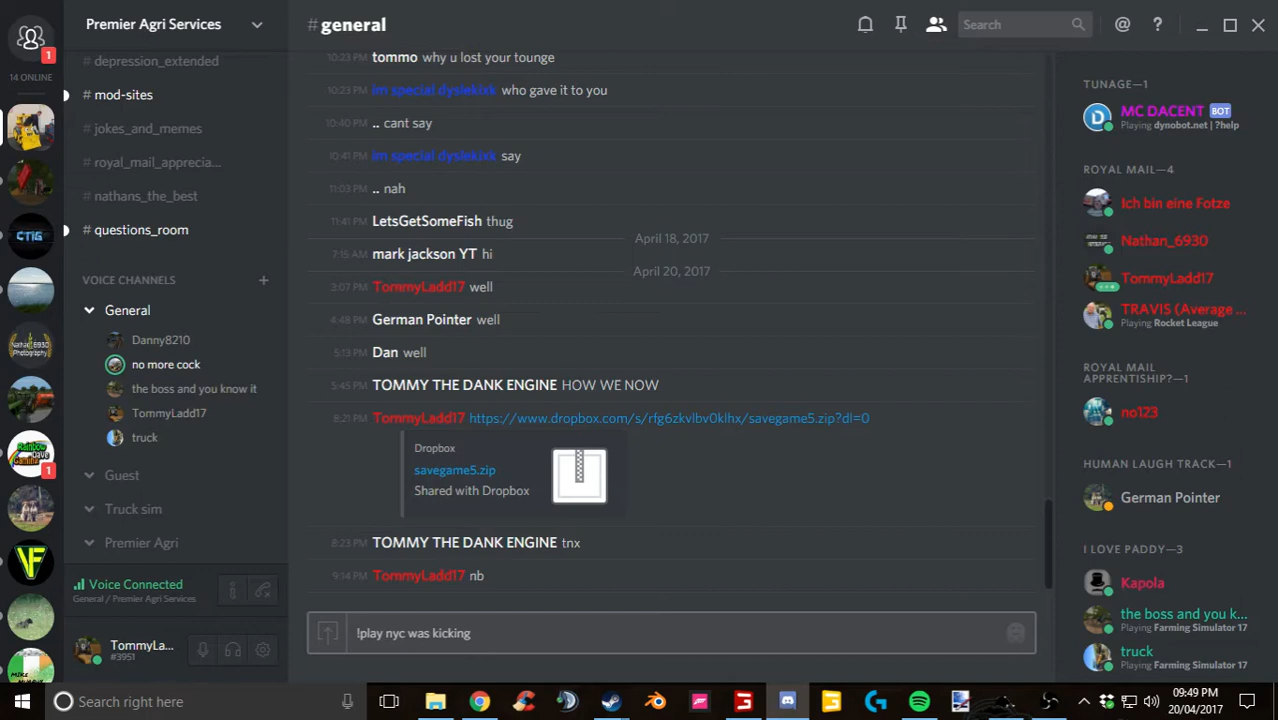 Premier Agri Services
#general
Search
1
14 ONLINE
# depression_extended
# mod-sites
# jokes_and_memes
# royal_mail_apprecia...
# nathans_the_best
# questions_room
VOICE CHANNELS +
General
Danny8210
no more cock
the boss and you know it
TommyLadd17
truck
Guest
Truck sim
Premier Agri
Voice Connected
General / Premier Agri Services
TommyLa...
#3951
CTIG
Nathan_6930
Photography
Rainbow
Dave
Gaming
1
VF
10:23 PM tommo why u lost your tounge
10:23 PM im special dyslekixk who gave it to you
10:40 PM .. cant say
10:41 PM im special dyslekixk say
11:03 PM .. nah
11:41 PM LetsGetSomeFish thug
April 18, 2017
7:15 AM mark jackson YT hi
April 20, 2017
3:07 PM TommyLadd17 well
4:48 PM German Pointer well
5:13 PM Dan well
5:45 PM TOMMY THE DANK ENGINE HOW WE NOW
8:21 PM TommyLadd17 https://www.dropbox.com/s/rfg6zkvlbv0klhx/savegame5.zip?dl=0
Dropbox
savegame5.zip
Shared with Dropbox
8:23 PM TOMMY THE DANK ENGINE tnx
9:14 PM TommyLadd17 nb
!play nyc was kicking
TUNAGE—1
MC DACENT BOT
Playing dynobot.net | ?help
ROYAL MAIL—4
Ich bin eine Fotze
Nathan_6930
TommyLadd17
TRAVIS (Average ...
Playing Rocket League
ROYAL MAIL
APPRENTISHIP?—1
no123
HUMAN LAUGH TRACK—1
German Pointer
I LOVE PADDY—3
Kapola
the boss and you k...
Playing Farming Simulator 17
truck
Playing Farming Simulator 17
Search right here
09:49 PM
20/04/2017